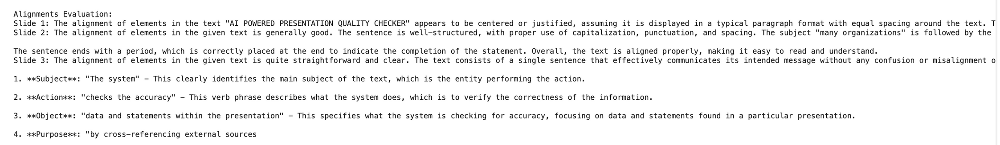 Alignments Evaluation:
Slide 1: The alignment of elements in the text "AI POWERED PRESENTATION QUALITY CHECKER" appears to be centered or justified, assuming it is displayed in a typical paragraph format with equal spacing around the text. T
Slide 2: The alignment of elements in the given text is generally good. The sentence is well-structured, with proper use of capitalization, punctuation, and spacing. The subject "many organizations" is followed by the
The sentence ends with a period, which is correctly placed at the end to indicate the completion of the statement. Overall, the text is aligned properly, making it easy to read and understand.
Slide 3: The alignment of elements in the given text is quite straightforward and clear. The text consists of a single sentence that effectively communicates its intended message without any confusion or misalignment o
1. **Subject**: "The system" – This clearly identifies the main subject of the text, which is the entity performing the action.
2. **Action**: "checks the accuracy" – This verb phrase describes what the system does, which is to verify the correctness of the information.
3. **Object**: "data and statements within the presentation" – This specifies what the system is checking for accuracy, focusing on data and statements found in a particular presentation.
4. **Purpose**: "by cross-referencing external sources